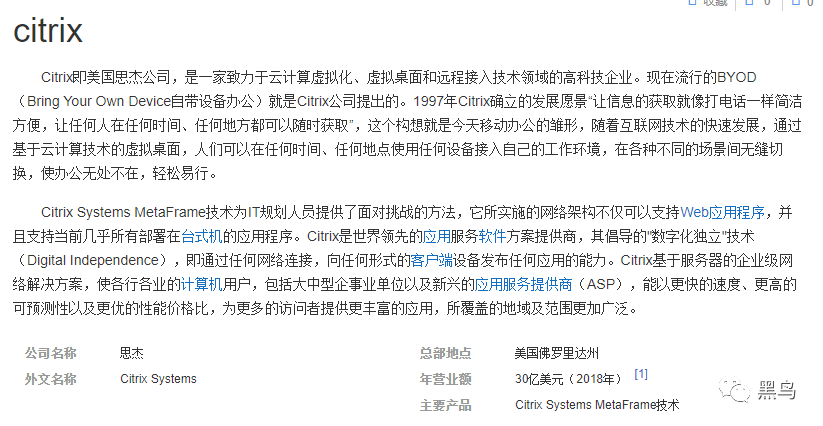 收藏 0 0
citrix
Citrix即美国思杰公司，是一家致力于云计算虚拟化、虚拟桌面和远程接入技术领域的高科技企业。现在流行的BYOD
（Bring Your Own Device自带设备办公）就是Citrix公司提出的。1997年Citrix确立的发展愿景“让信息的获取就像打电话一样简洁
方便，让任何人在任何时间、任何地方都可以随时获取”，这个构想就是今天移动办公的雏形，随着互联网技术的快速发展，通过
基于云计算技术的虚拟桌面，人们可以在任何时间、任何地点使用任何设备接入自己的工作环境，在各种不同的场景间无缝切
换，使办公无处不在，轻松易行。
Citrix Systems MetaFrame技术为IT规划人员提供了面对挑战的方法，它所实施的网络架构不仅可以支持Web应用程序，并
且支持当前几乎所有部署在台式机的应用程序。Citrix是世界领先的应用服务软件方案提供商，其倡导的"数字化独立"技术
（Digital Independence），即通过任何网络连接，向任何形式的客户端设备发布任何应用的能力。Citrix基于服务器的企业级网
络解决方案，使各行各业的计算机用户，包括大中型企事业单位以及新兴的应用服务提供商（ASP），能以更快的速度、更高的
可预测性以及更优的性能价格比，为更多的访问者提供更丰富的应用，所覆盖的地域及范围更加广泛。
公司名称 思杰 总部地点 美国佛罗里达州
外文名称 Citrix Systems 年营业额 30亿美元（2018年） [1]
主要产品 Citrix Systems MetaFrame技术
黑鸟